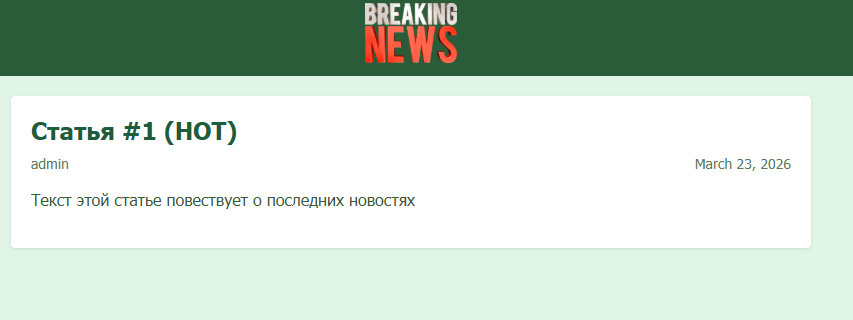 BREAKING
NEWS
Статья #1 (HOT)
admin March 23, 2026
Текст этой статье повествует о последних новостях